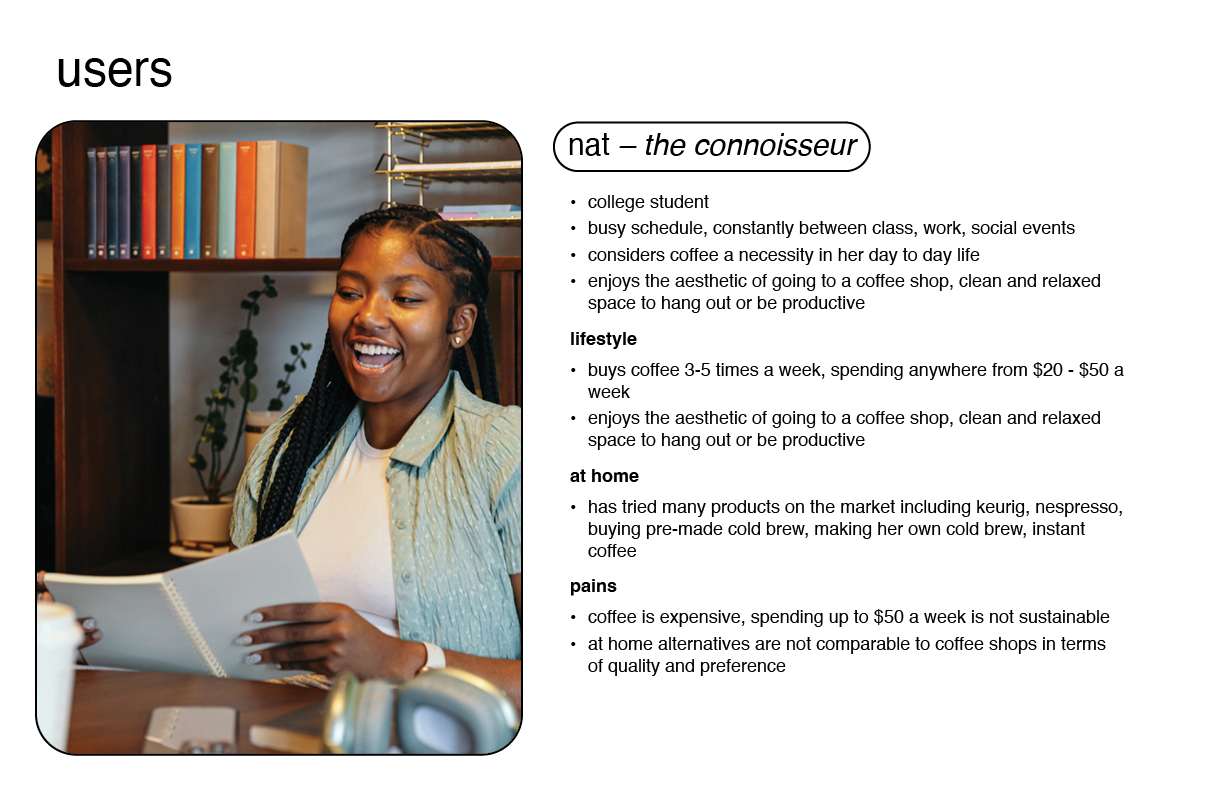 users
nat – the connoisseur
• college student
• busy schedule, constantly between class, work, social events
• considers coffee a necessity in her day to day life
• enjoys the aesthetic of going to a coffee shop, clean and relaxed
space to hang out or be productive
lifestyle
• buys coffee 3-5 times a week, spending anywhere from $20 - $50 a
week
• enjoys the aesthetic of going to a coffee shop, clean and relaxed
space to hang out or be productive
at home
• has tried many products on the market including keurig, nespresso,
buying pre-made cold brew, making her own cold brew, instant
coffee
pains
• coffee is expensive, spending up to $50 a week is not sustainable
• at home alternatives are not comparable to coffee shops in terms
of quality and preference